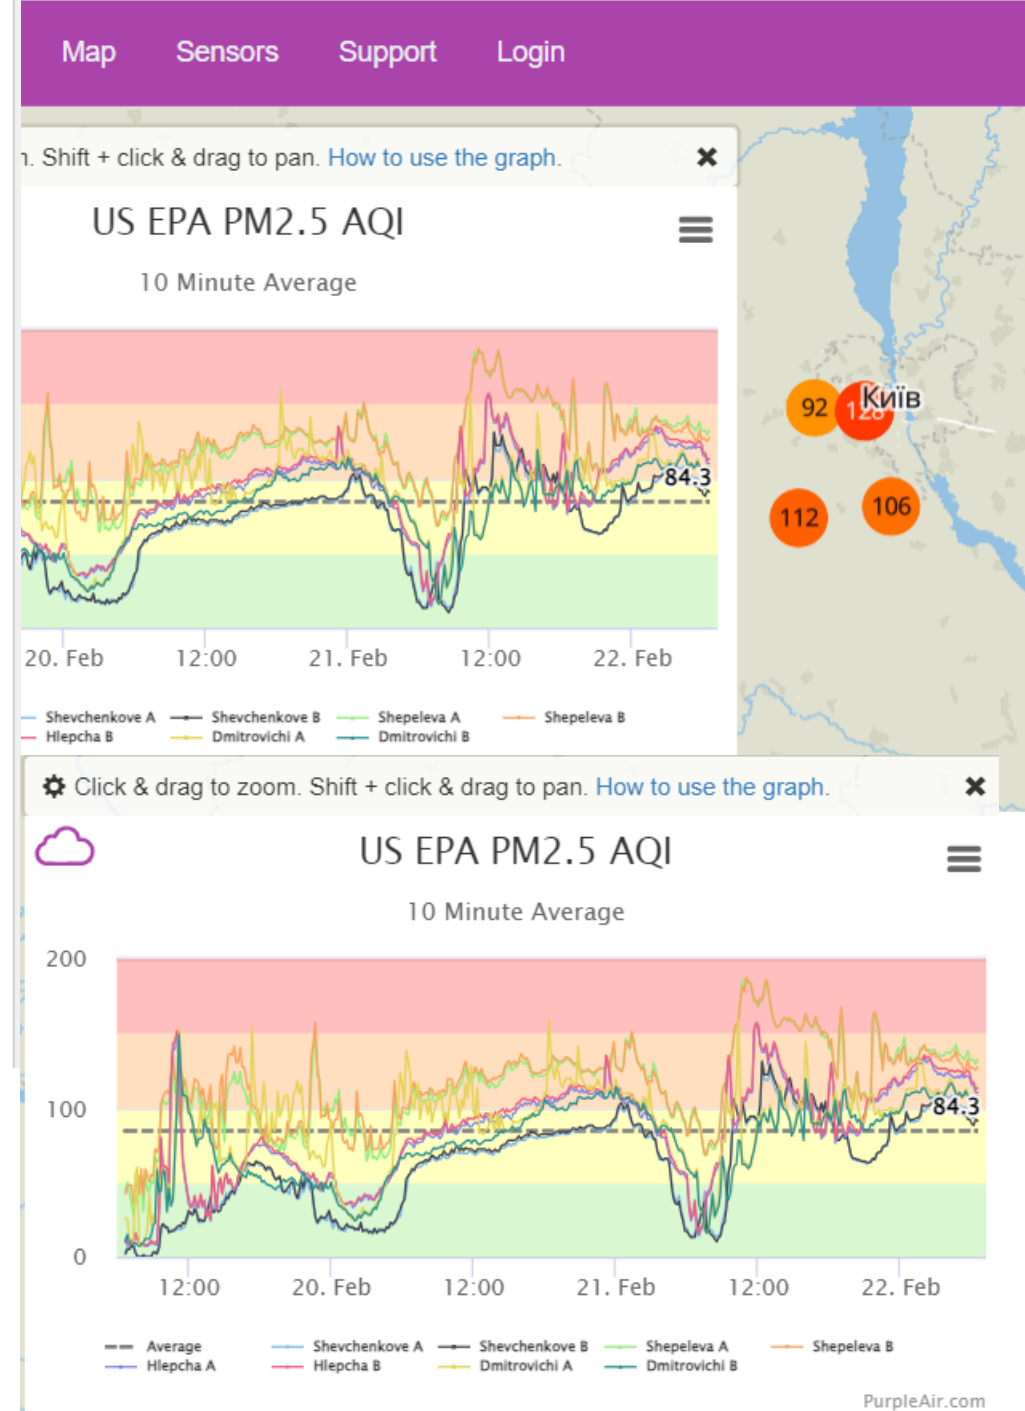 Map Sensors Support Login
n. Shift + click & drag to pan. How to use the graph.
US EPA PM2.5 AQI
10 Minute Average
92 128 Київ
84.3
112 106
20. Feb 12:00 21. Feb 12:00 22. Feb
Shevchenkove A Shevchenkove B Shepeleva A Shepeleva B
Hlepcha B Dmitrovichi A Dmitrovichi B
Click & drag to zoom. Shift + click & drag to pan. How to use the graph.
US EPA PM2.5 AQI
10 Minute Average
200
100
84.3
0
12:00 20. Feb 12:00 21. Feb 12:00 22. Feb
Average Shevchenkove A Shevchenkove B Shepeleva A Shepeleva B
Hlepcha A Hlepcha B Dmitrovichi A Dmitrovichi B
PurpleAir.com